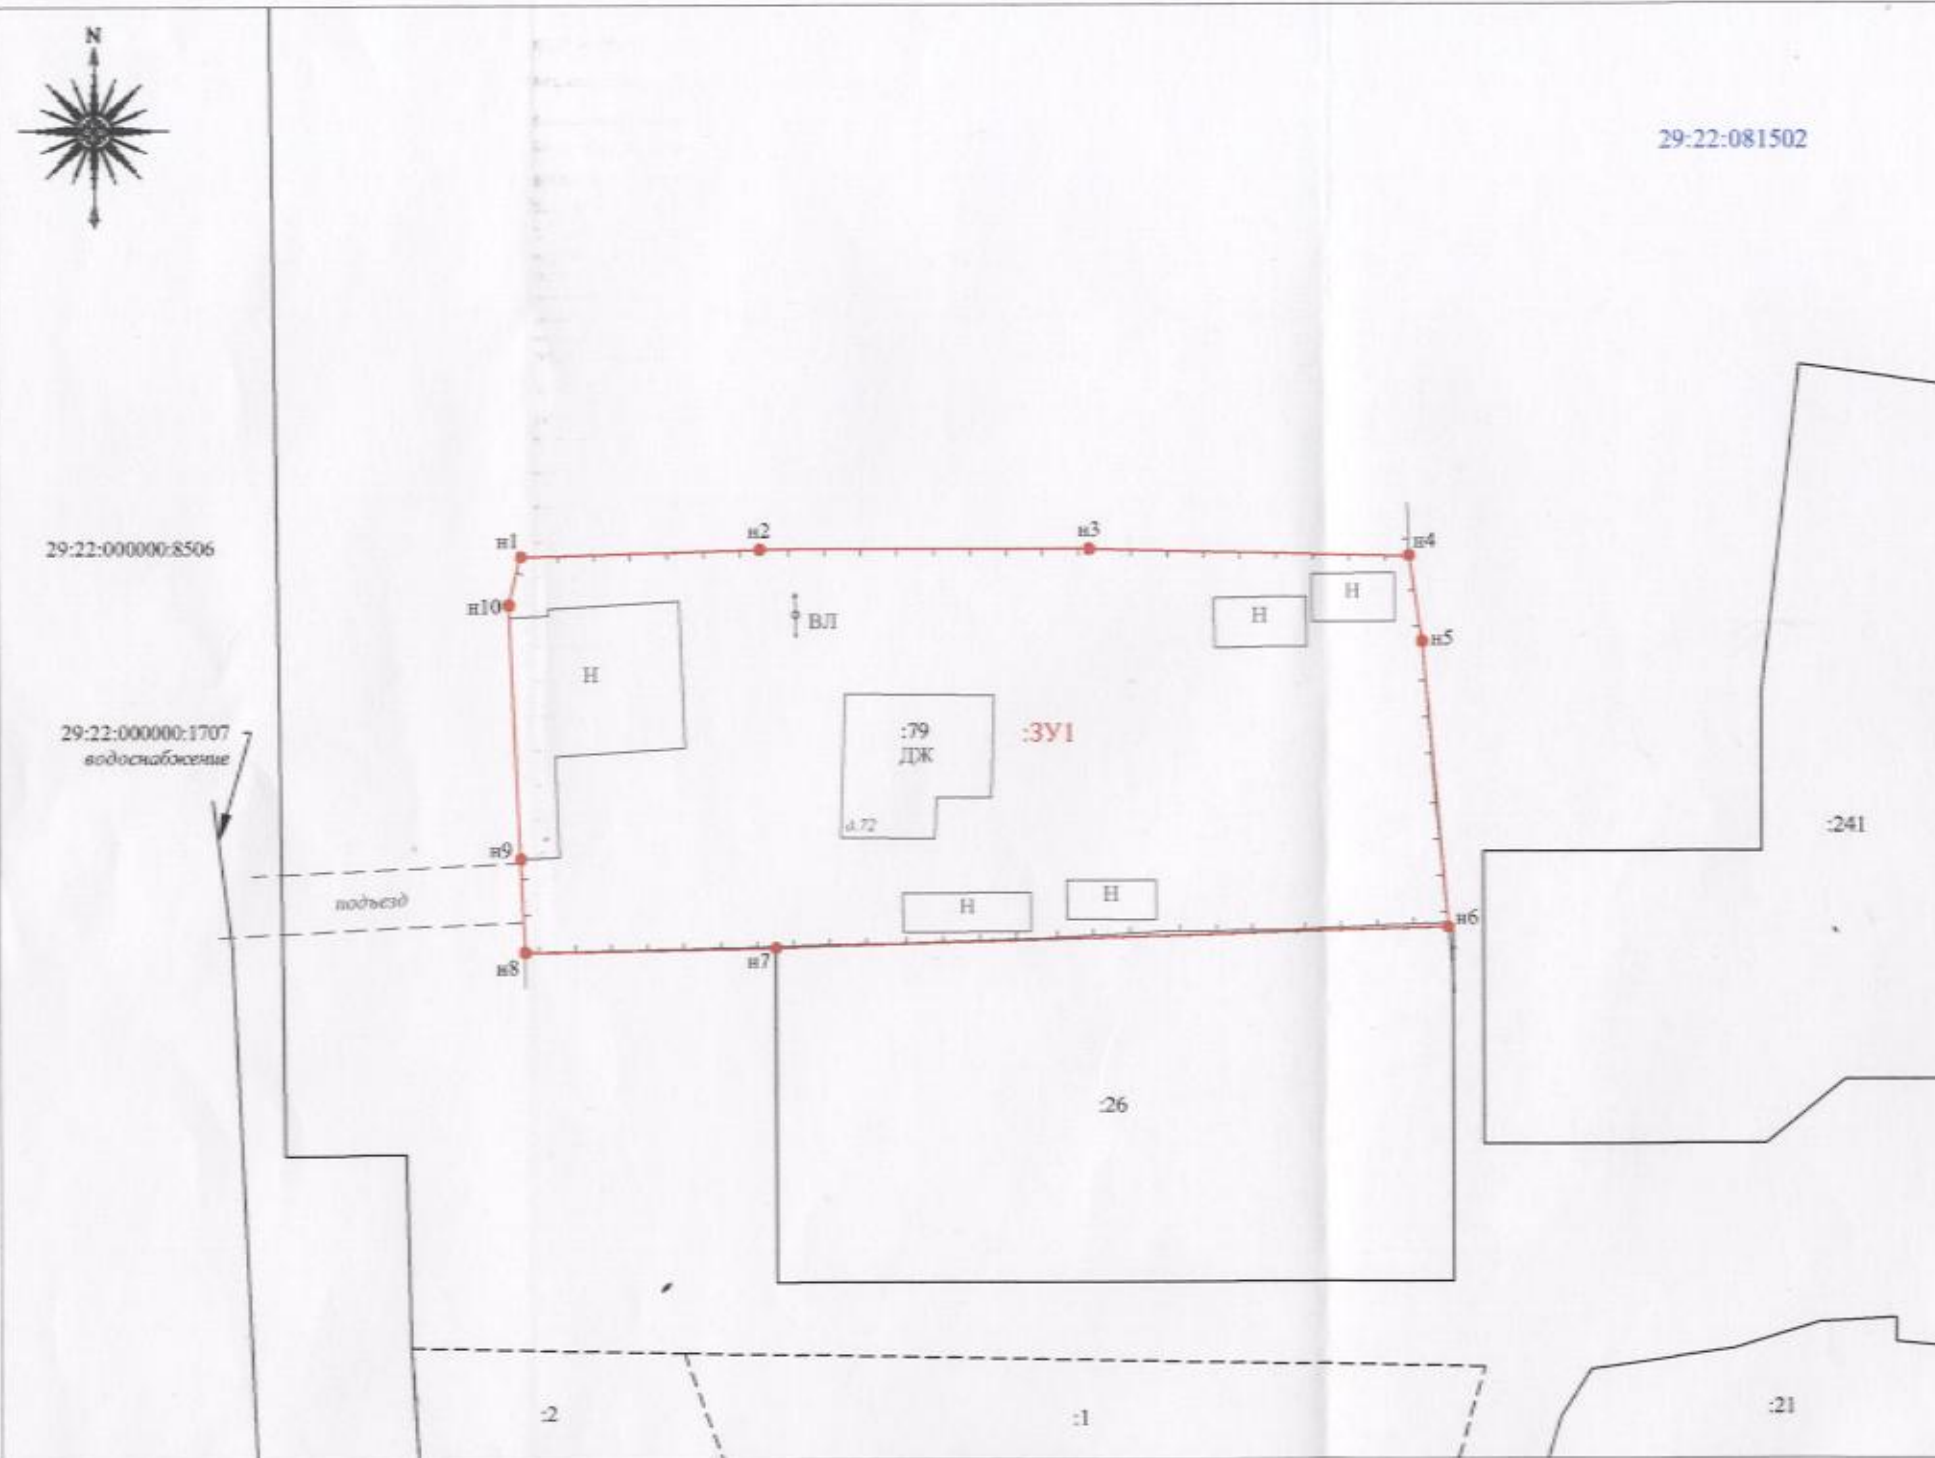 N
29:22:081502
н1
н2
н3
н4
29:22:000000:8506
н10
Н
ВЛ
Н
Н
н5
29:22:000000:1707
водоснабжение
:79
ДЖ
:ЗУ1
д.72
:241
н9
подъезд
Н
Н
н6
н8
н7
:26
:2
:1
:21